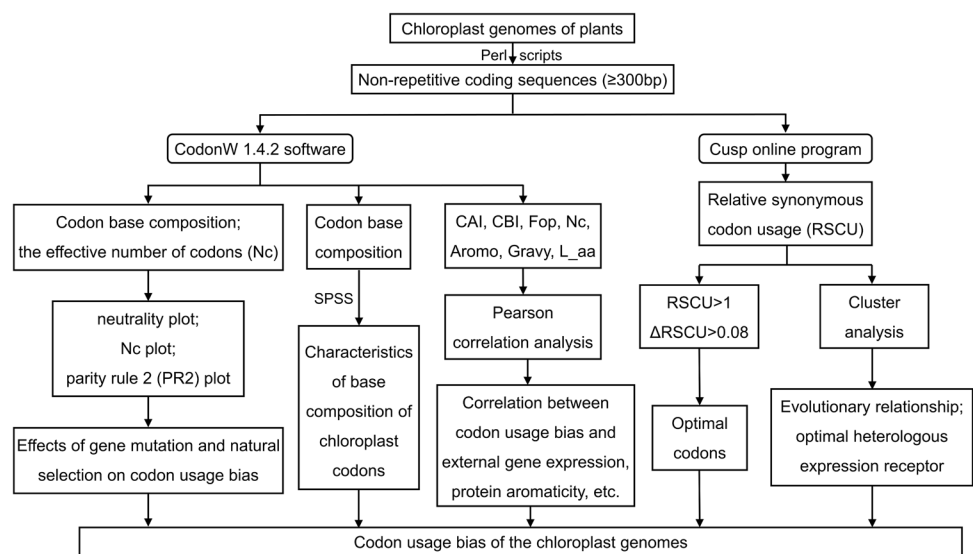 Chloroplast genomes of plants
Perl scripts
Non-repetitive coding sequences (≥300bp)
CodonW 1.4.2 software
Cusp online program
Codon base composition;
the effective number of codons (Nc)
Codon base
composition
CAI, CBI, Fop, Nc,
Aromo, Gravy, L_aa
Relative synonymous
codon usage (RSCU)
SPSS
neutrality plot;
Nc plot;
parity rule 2 (PR2) plot
Characteristics
of base
composition of
chloroplast
codons
Pearson
correlation analysis
RSCU>1
ΔRSCU>0.08
Cluster
analysis
Effects of gene mutation and natural
selection on codon usage bias
Correlation between
codon usage bias and
external gene expression,
protein aromaticity, etc.
Optimal
codons
Evolutionary relationship;
optimal heterologous
expression receptor
Codon usage bias of the chloroplast genomes